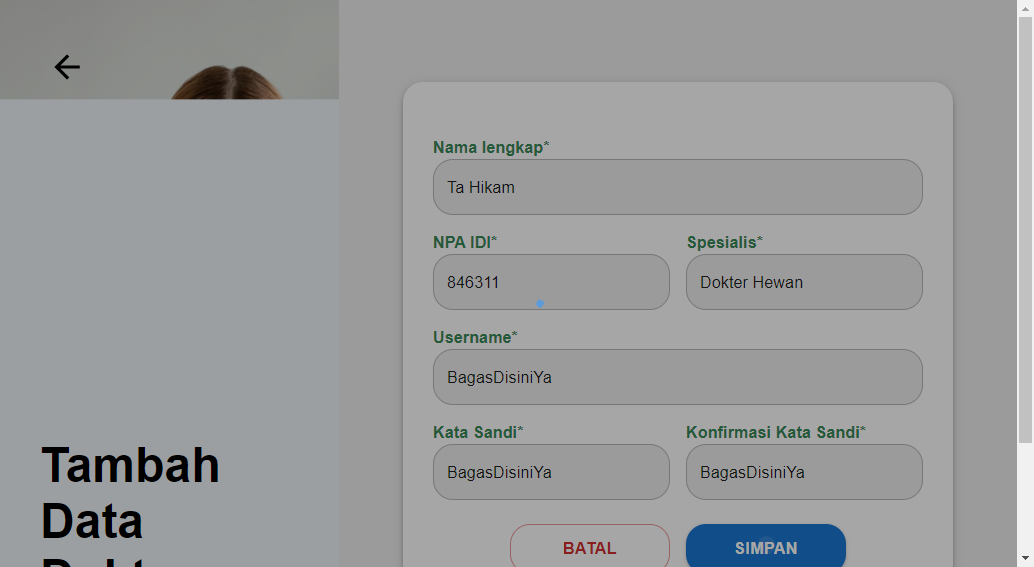 Nama lengkap*
Ta Hikam
NPA IDI*
Spesialis*
846311
Dokter Hewan
Username*
BagasDisiniYa
Kata Sandi*
Konfirmasi Kata Sandi*
BagasDisiniYa
BagasDisiniYa
BATAL
SIMPAN
Tambah
Data